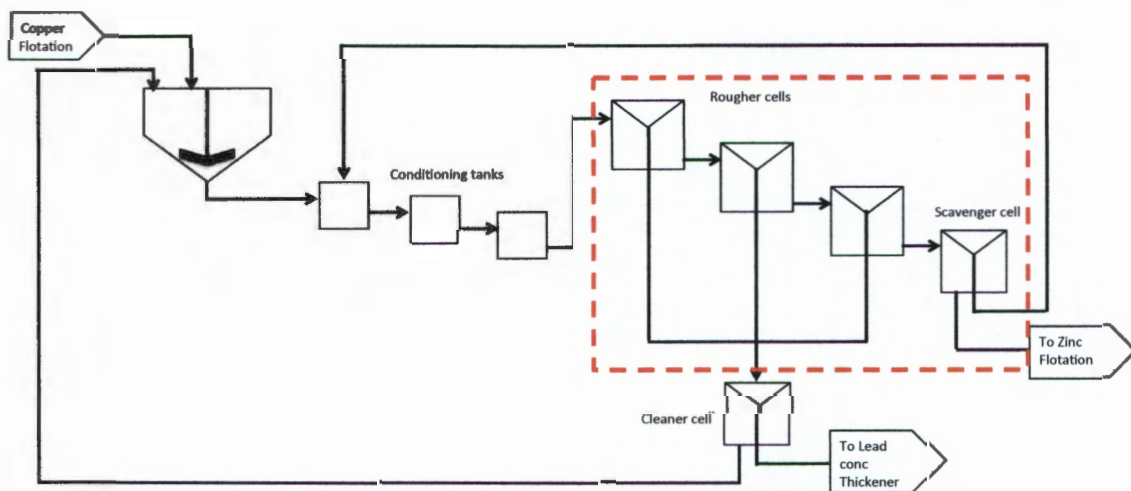 Copper
Flotation
Rougher cells
Conditioning tanks
Scavenger cell
To Zinc
Flotation
Cleaner cell
To Lead
conc
Thickener